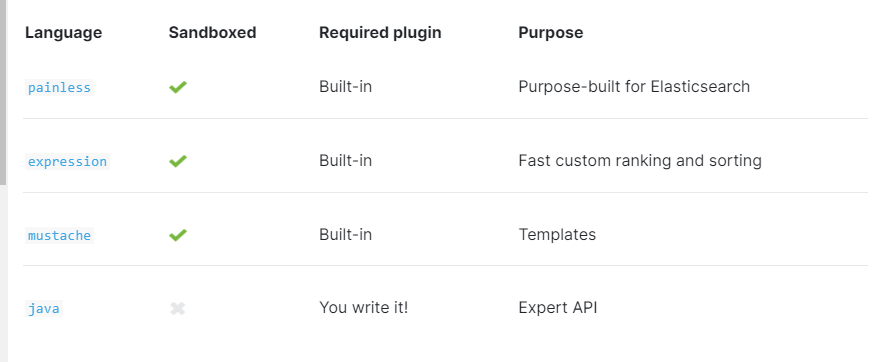 Language Sandboxed Required plugin Purpose
painless ✔ Built-in Purpose-built for Elasticsearch
expression ✔ Built-in Fast custom ranking and sorting
mustache ✔ Built-in Templates
java ✖ You write it! Expert API